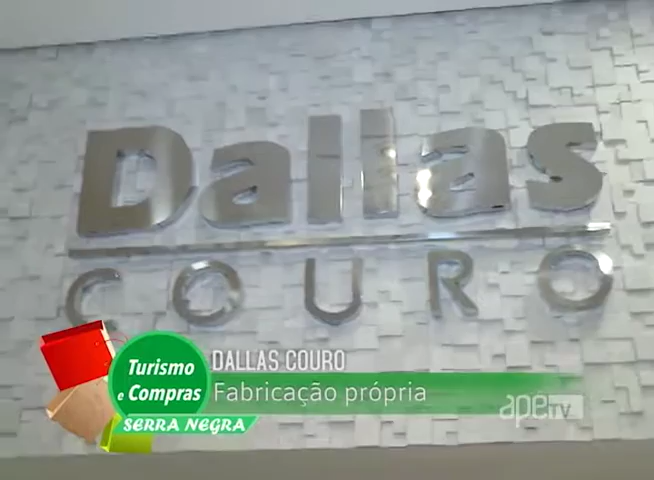 Dallas
COURO
Turismo
e Compras
SERRA NEGRA
DALLAS COURO
Fabricação própria
apeTV